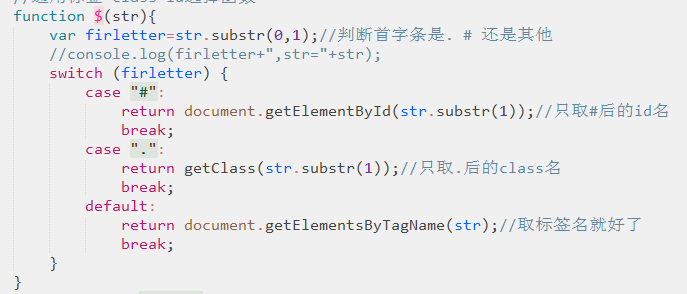 function $(str){
var firletter=str.substr(0,1);//判断首字条是. # 还是其他
//console.log(firletter+",str="+str);
switch (firletter) {
case "#":
return document.getElementById(str.substr(1));//只取#后的id名
break;
case ".":
return getClass(str.substr(1));//只取.后的class名
break;
default:
return document.getElementsByTagName(str);//取标签名就好了
break;
}
}